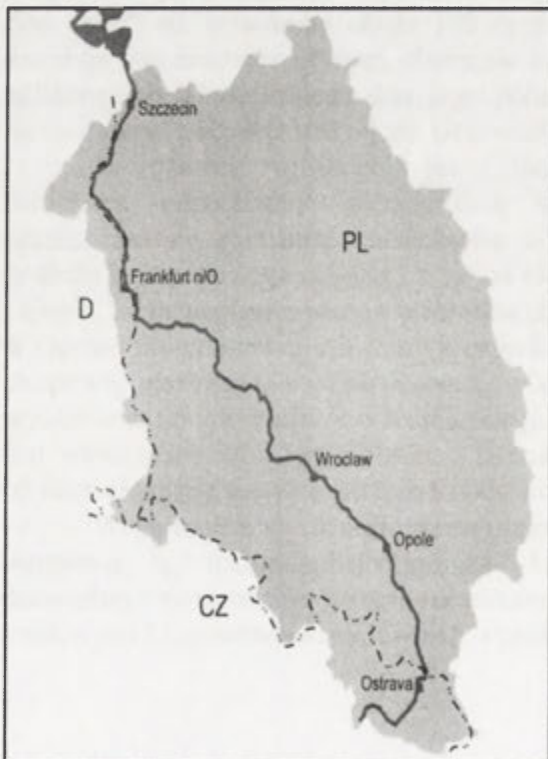 Szczecin
PL
Frankfurt n/O.
D
Wrocław
Opole
CZ
Ostrava